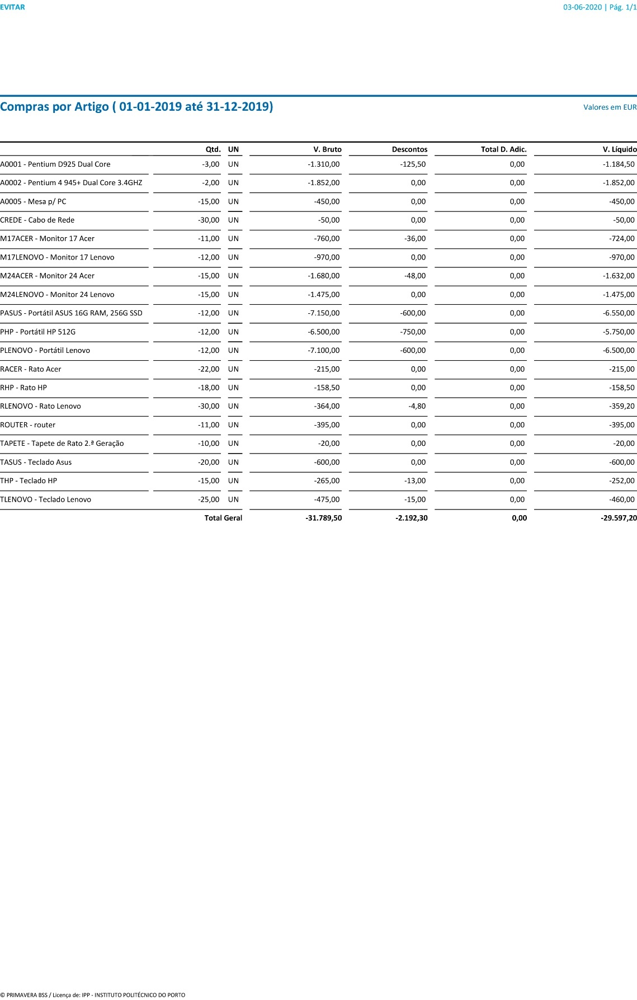 EVITAR 03-06-2020 | Pág. 1/1
Compras por Artigo ( 01-01-2019 até 31-12-2019) Valores em EUR
Qtd. UN V. Bruto Descontos Total D. Adic. V. Líquido
A0001 - Pentium D925 Dual Core -3,00 UN -1.310,00 -125,50 0,00 -1.184,50
A0002 - Pentium 4 945+ Dual Core 3.4GHZ -2,00 UN -1.852,00 0,00 0,00 -1.852,00
A0005 - Mesa p/ PC -15,00 UN -450,00 0,00 0,00 -450,00
CREDE - Cabo de Rede -30,00 UN -50,00 0,00 0,00 -50,00
M17ACER - Monitor 17 Acer -11,00 UN -760,00 -36,00 0,00 -724,00
M17LENOVO - Monitor 17 Lenovo -12,00 UN -970,00 0,00 0,00 -970,00
M24ACER - Monitor 24 Acer -15,00 UN -1.680,00 -48,00 0,00 -1.632,00
M24LENOVO - Monitor 24 Lenovo -15,00 UN -1.475,00 0,00 0,00 -1.475,00
PASUS - Portátil ASUS 16G RAM, 256G SSD -12,00 UN -7.150,00 -600,00 0,00 -6.550,00
PHP - Portátil HP 512G -12,00 UN -6.500,00 -750,00 0,00 -5.750,00
PLENOVO - Portátil Lenovo -12,00 UN -7.100,00 -600,00 0,00 -6.500,00
RACER - Rato Acer -22,00 UN -215,00 0,00 0,00 -215,00
RHP - Rato HP -18,00 UN -158,50 0,00 0,00 -158,50
RLENOVO - Rato Lenovo -30,00 UN -364,00 -4,80 0,00 -359,20
ROUTER - router -11,00 UN -395,00 0,00 0,00 -395,00
TAPETE - Tapete de Rato 2.ª Geração -10,00 UN -20,00 0,00 0,00 -20,00
TASUS - Teclado Asus -20,00 UN -600,00 0,00 0,00 -600,00
THP - Teclado HP -15,00 UN -265,00 -13,00 0,00 -252,00
TLENOVO - Teclado Lenovo -25,00 UN -475,00 -15,00 0,00 -460,00
Total Geral -31.789,50 -2.192,30 0,00 -29.597,20
© PRIMAVERA BSS / Licença de: IPP - INSTITUTO POLITÉCNICO DO PORTO